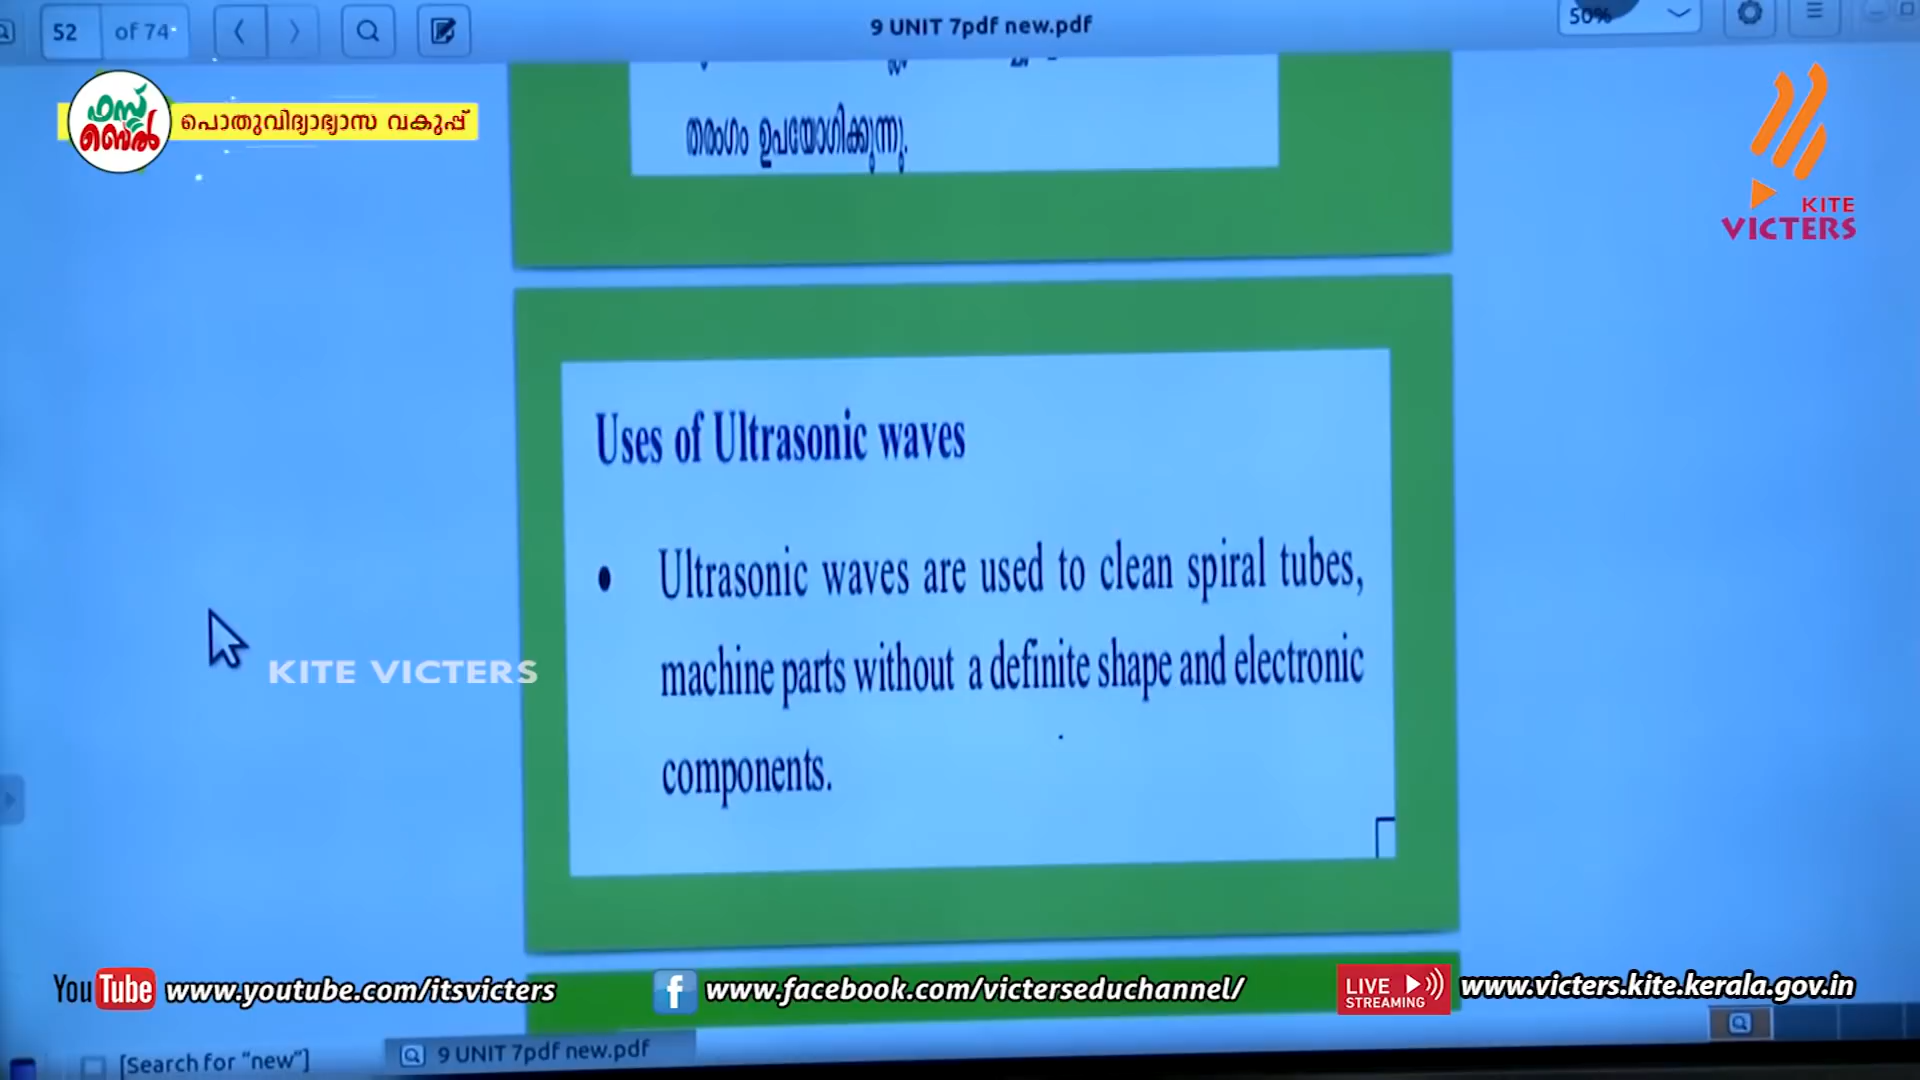 52 of 74
9 UNIT 7pdf new.pdf
50%
ഫസ്റ്റ് ബെൽ
പൊതുവിദ്യാഭ്യാസ വകുപ്പ്
KITE
VICTERS
തരംഗം ഉപയോഗിക്കുന്നു.
Uses of Ultrasonic waves
• Ultrasonic waves are used to clean spiral tubes,
machine parts without a definite shape and electronic
components.
KITE VICTERS
YouTube www.youtube.com/itsvicters
f www.facebook.com/victerseduchannel/
LIVE STREAMING www.victers.kite.kerala.gov.in
[Search for "new"]
9 UNIT 7pdf new.pdf